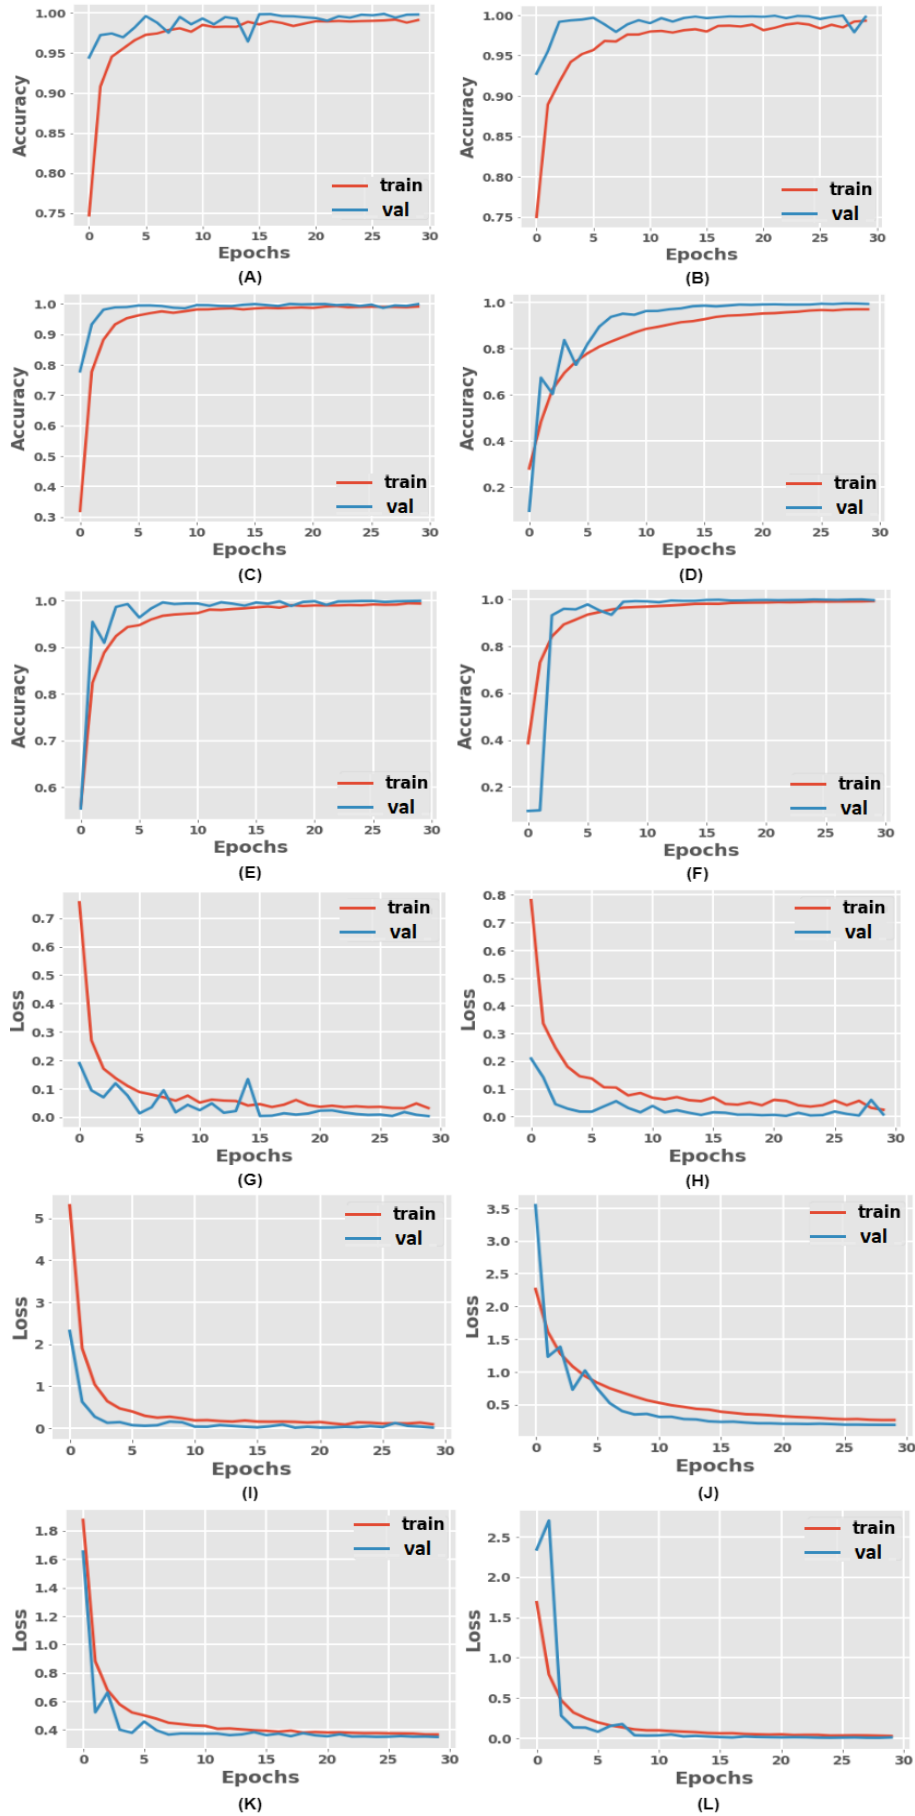 1.00
0.95
0.90
0.85
0.80
0.75
Accuracy
train
val
0 5 10 15 20 25 30
Epochs
(A)
1.00
0.95
0.90
0.85
0.80
0.75
Accuracy
train
val
0 5 10 15 20 25 30
Epochs
(B)
1.0
0.9
0.8
0.7
0.6
0.5
0.4
0.3
Accuracy
train
val
0 5 10 15 20 25 30
Epochs
(C)
1.0
0.8
0.6
0.4
0.2
Accuracy
train
val
0 5 10 15 20 25 30
Epochs
(D)
1.0
0.9
0.8
0.7
0.6
Accuracy
train
val
0 5 10 15 20 25 30
Epochs
(E)
1.0
0.8
0.6
0.4
0.2
Accuracy
train
val
0 5 10 15 20 25 30
Epochs
(F)
0.7
0.6
0.5
0.4
0.3
0.2
0.1
0.0
Loss
train
val
0 5 10 15 20 25 30
Epochs
(G)
0.8
0.7
0.6
0.5
0.4
0.3
0.2
0.1
0.0
Loss
train
val
0 5 10 15 20 25 30
Epochs
(H)
5
4
3
2
1
0
Loss
train
val
0 5 10 15 20 25 30
Epochs
(I)
3.5
3.0
2.5
2.0
1.5
1.0
0.5
Loss
train
val
0 5 10 15 20 25 30
Epochs
(J)
1.8
1.6
1.4
1.2
1.0
0.8
0.6
0.4
Loss
train
val
0 5 10 15 20 25 30
Epochs
(K)
2.5
2.0
1.5
1.0
0.5
0.0
Loss
train
val
0 5 10 15 20 25 30
Epochs
(L)